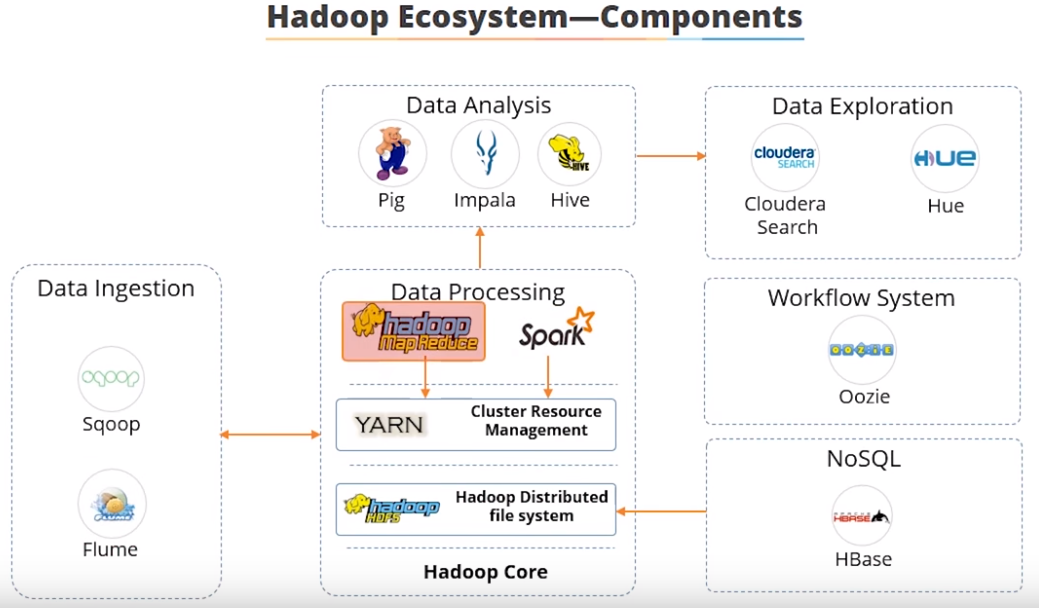 Hadoop Ecosystem—Components
Data Analysis
HIVE
Pig
Impala
Hive
Data Exploration
cloudera
SEARCH
HUE
Cloudera
Search
Hue
Data Ingestion
sqoop
Sqoop
Flume
Data Processing
hadoop
Map Reduce
Spark
YARN
Cluster Resource
Management
hadoop
HDFS
Hadoop Distributed
file system
Hadoop Core
Workflow System
OOZIE
Oozie
NoSQL
HBASE
HBase